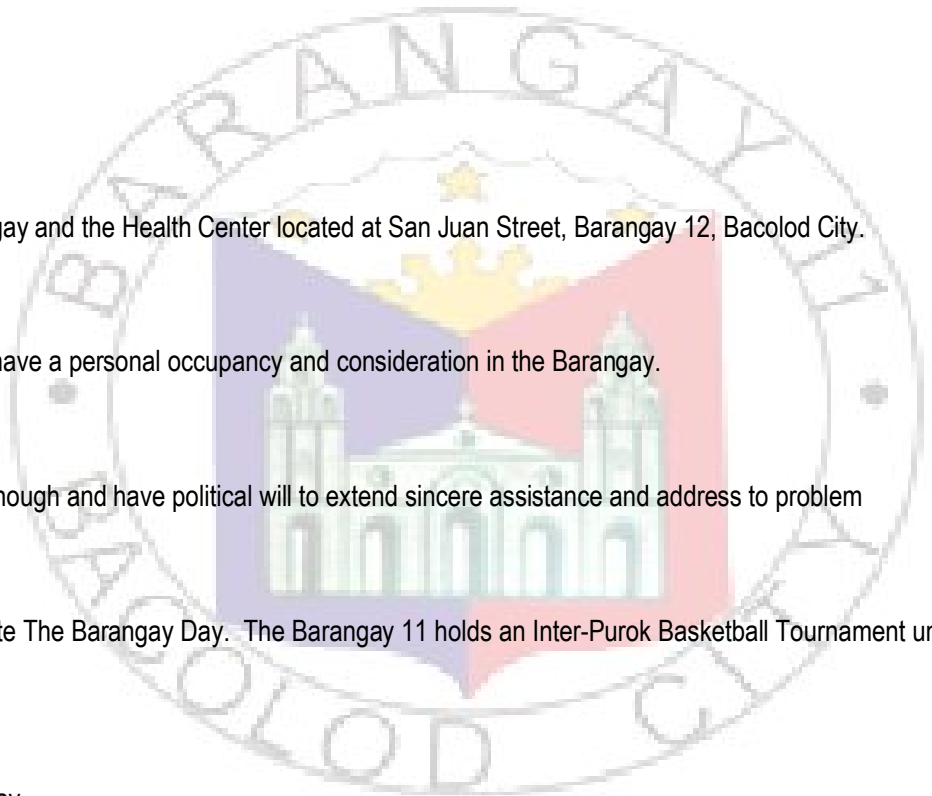 BARANGAY 11
gay and the Health Center located at San Juan Street, Barangay 12, Bacolod City.
have a personal occupancy and consideration in the Barangay.
nough and have political will to extend sincere assistance and address to problem
te The Barangay Day.  The Barangay 11 holds an Inter-Purok Basketball Tournament
BACOLOD CITY